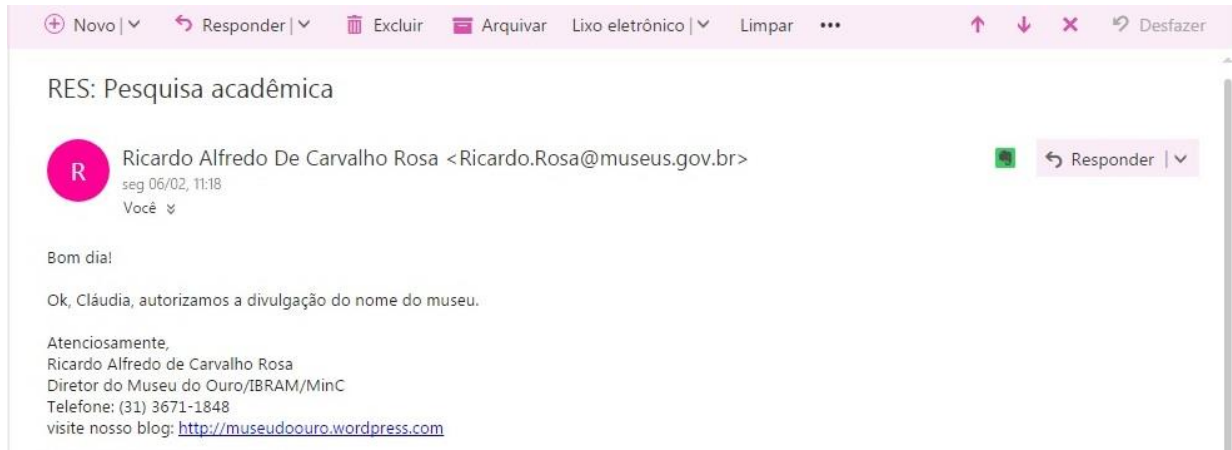 Novo | Responder | Excluir Arquivar Lixo eletrônico | Limpar ••• Desfazer
RES: Pesquisa acadêmica
R
Ricardo Alfredo De Carvalho Rosa <Ricardo.Rosa@museus.gov.br>
Responder |
seg 06/02, 11:18
Você
Bom dia!
Ok, Cláudia, autorizamos a divulgação do nome do museu.
Atenciosamente,
Ricardo Alfredo de Carvalho Rosa
Diretor do Museu do Ouro/IBRAM/MinC
Telefone: (31) 3671-1848
visite nosso blog: http://museudoouro.wordpress.com